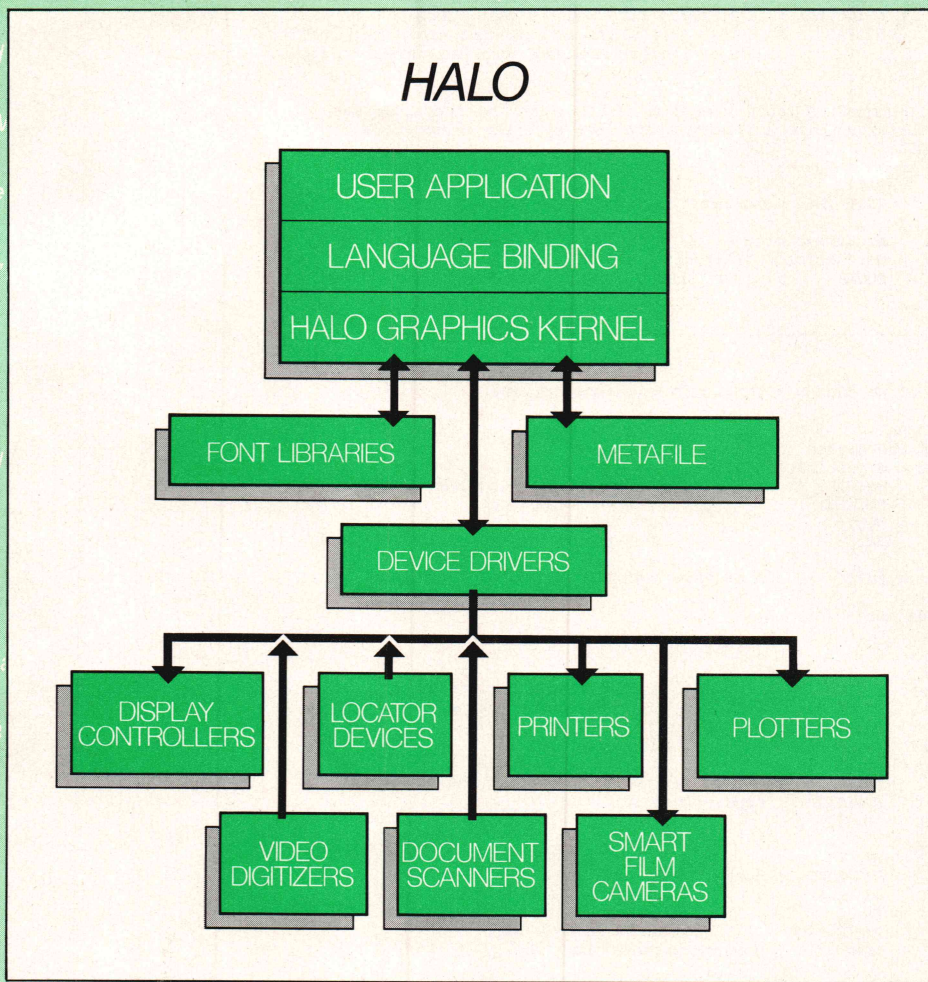 HALO
USER APPLICATION
LANGUAGE BINDING
HALO GRAPHICS KERNEL
FONT LIBRARIES
METAFILE
DEVICE DRIVERS
DISPLAY
CONTROLLERS
LOCATOR
DEVICES
PRINTERS
PLOTTERS
VIDEO
DIGITIZERS
DOCUMENT
SCANNERS
SMART
FILM
CAMERAS